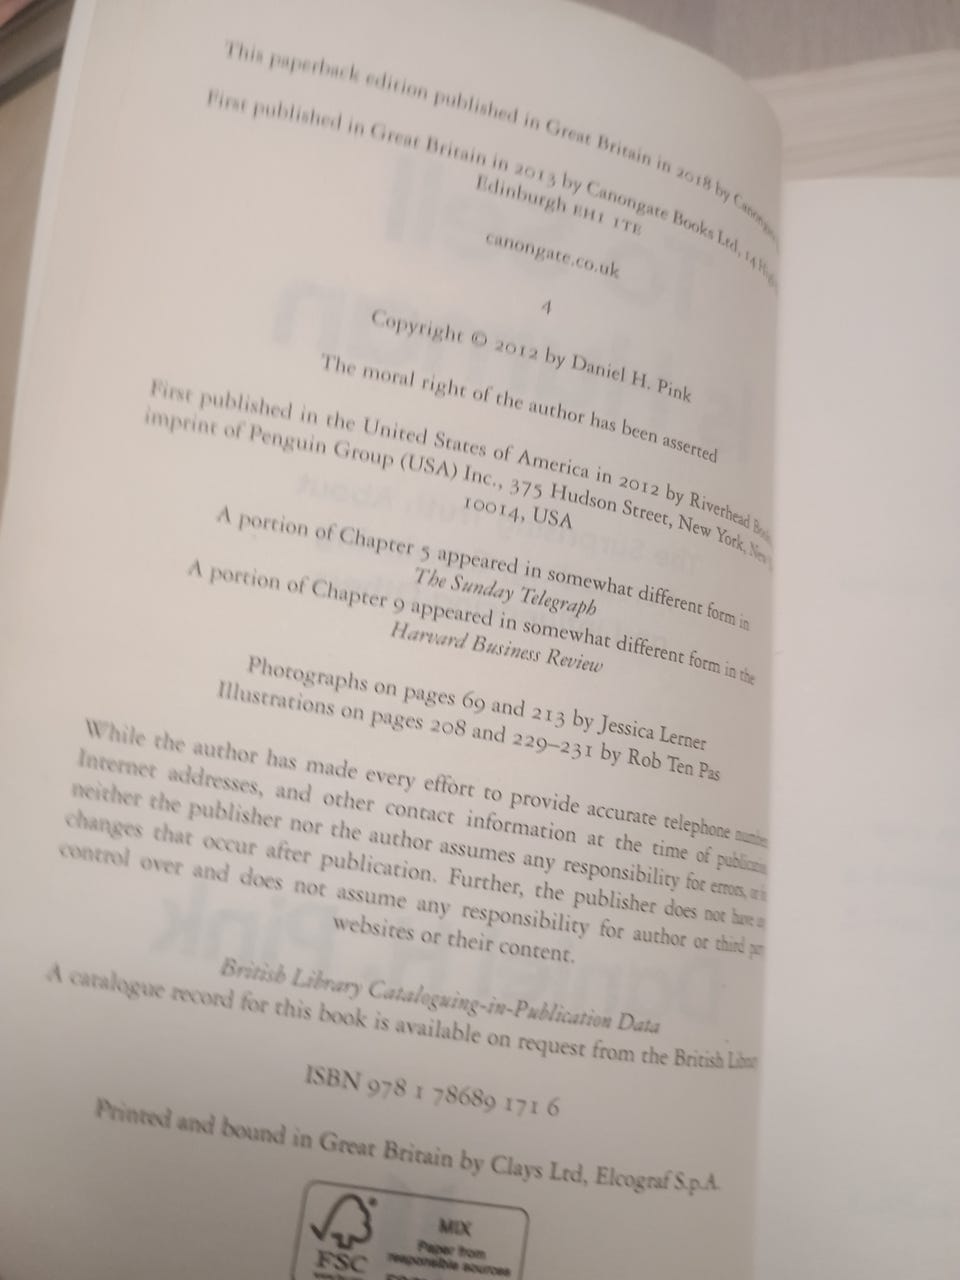 This paperback edition published in Great Britain in 2018 by
First published in Great Britain in 2013 by Canongate Books Ltd, 14
Edinburgh EH1 1TE
canongate.co.uk
4
Copyright © 2012 by Daniel H. Pink
The moral right of the author has been asserted
First published in the United States of America in 2012 by Riverhead
imprint of Penguin Group (USA) Inc., 375 Hudson Street, New York, New
10014, USA
A portion of Chapter 5 appeared in somewhat different form in
The Sunday Telegraph
A portion of Chapter 9 appeared in somewhat different form in the
Harvard Business Review
Photographs on pages 69 and 213 by Jessica Lerner
Illustrations on pages 208 and 229–231 by Rob Ten Pas
While the author has made every effort to provide accurate telephone
Internet addresses, and other contact information at the time of
neither the publisher nor the author assumes any responsibility for errors, or
changes that occur after publication. Further, the publisher does not have
control over and does not assume any responsibility for author or third
websites or their content.
British Library Cataloguing-in-Publication Data
A catalogue record for this book is available on request from the British
ISBN 978 1 78689 171 6
Printed and bound in Great Britain by Clays Ltd, Elcograf S.p.A.
MIX
Paper from
responsible sources
FSC